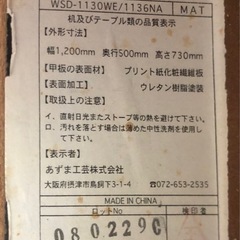 WSD-1130WE/1136NA MAT
机及びテーブル類の品質表示
【外形寸法】
幅1,200mm 奥行500mm 高さ730mm
【甲板の表面材】 プリント紙化粧繊維板
【表面加工】 ウレタン樹脂塗装
【取扱上の注意】
イ、直射日光またストーブ等の熱を避けて下さい。
ロ、汚れを落とす場合は薄めた中性洗剤を使用し
て下さい。
【表示者】
あずま工芸株式会社
大阪府摂津市鳥飼下3-1-4 ☎072-653-2535
MADE IN CHINA
ロットNo 検印者
080229C